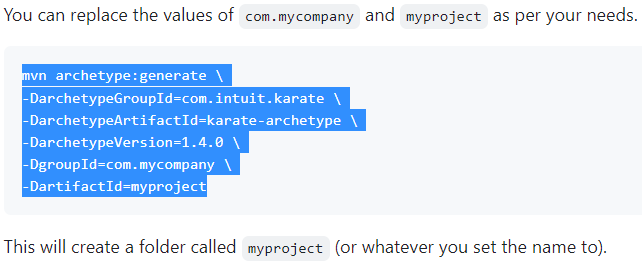 You can replace the values of com.mycompany and myproject as per your needs.
mvn archetype:generate \
-DarchetypeGroupId=com.intuit.karate \
-DarchetypeArtifactId=karate-archetype \
-DarchetypeVersion=1.4.0 \
-DgroupId=com.mycompany \
-DartifactId=myproject
This will create a folder called myproject (or whatever you set the name to).